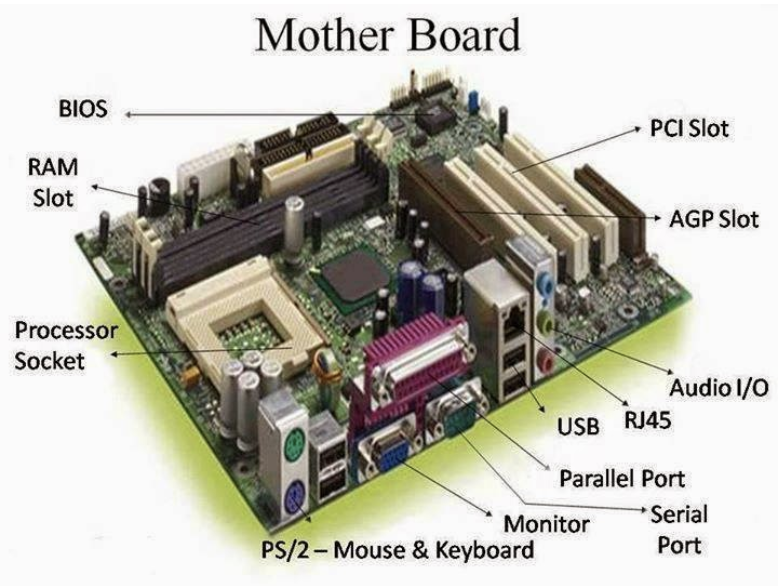 Mother Board
BIOS
PCI Slot
RAM
Slot
AGP Slot
Processor
Socket
Audio I/O
RJ45
USB
Parallel Port
Serial
Port
Monitor
PS/2 – Mouse & Keyboard